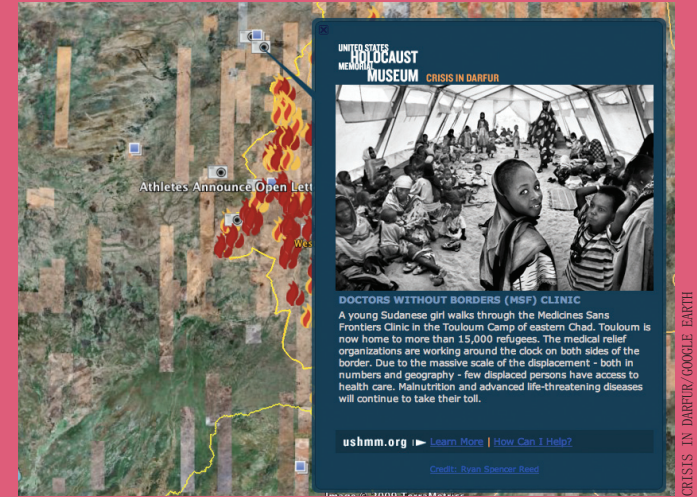 UNITED STATES
HOLOCAUST
MEMORIAL
MUSEUM CRISIS IN DARFUR
Athletes Announce Open Lett
Wes
DOCTORS WITHOUT BORDERS (MSF) CLINIC
A young Sudanese girl walks through the Medicines Sans
Frontiers Clinic in the Touloum Camp of eastern Chad. Touloum is
now home to more than 15,000 refugees. The medical relief
organizations are working around the clock on both sides of the
border. Due to the massive scale of the displacement - both in
numbers and geography - few displaced persons have access to
health care. Malnutrition and advanced life-threatening diseases
will continue to take their toll.
ushmm.org Learn More | How Can I Help?
Credit: Ryan Spencer Reed
Image © 2009 TerraMetrics
CRISIS IN DARFUR/GOOGLE EARTH